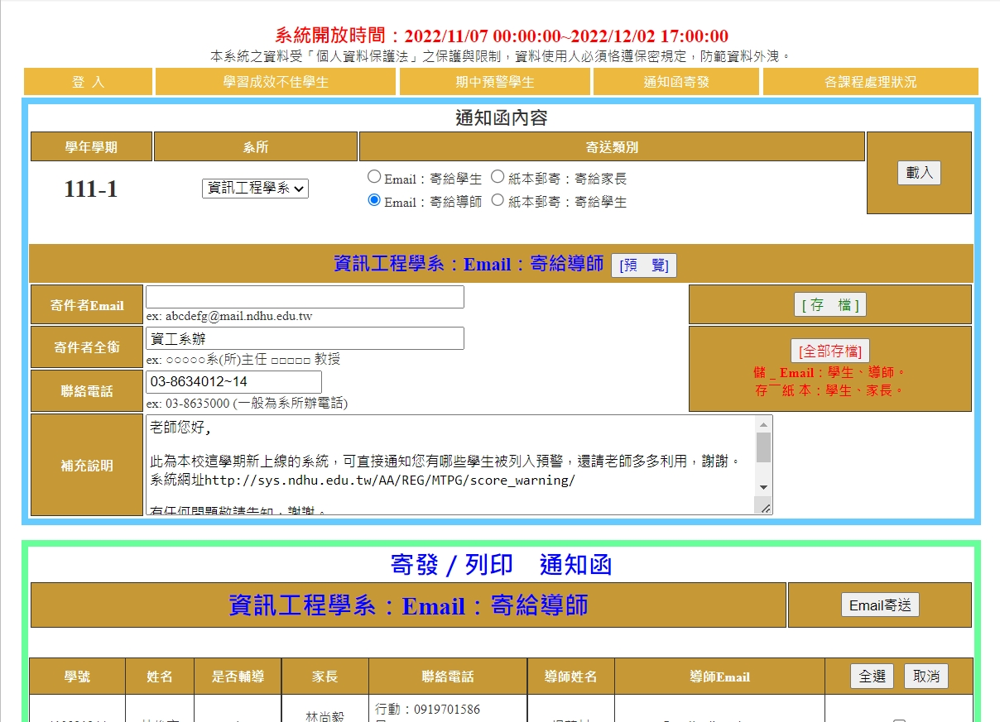 系統開放時間：2022/11/07 00:00:00~2022/12/02 17:00:00
本系統之資料受「個人資料保護法」之保護與限制，資料使用人必須恪遵保密規定，防範資料外洩。
登 入 學習成效不佳學生 期中預警學生 通知函寄發 各課程處理狀況
通知函內容
學年學期 系所 寄送類別 載入
111-1 資訊工程學系
Email：寄給學生 紙本郵寄：寄給家長
Email：寄給導師 紙本郵寄：寄給學生
資訊工程學系：Email：寄給導師 [預　覽]
寄件者Email
ex: abcdefg@mail.ndhu.edu.tw
[ 存　檔 ]
寄件者全銜 資工系辦
ex: ○○○○○系(所)主任 □□□□□ 教授
[全部存檔]
儲 _ Email：學生、導師。
存￣紙 本：學生、家長。
聯絡電話 03-8634012~14
ex: 03-8635000 (一般為系所辦電話)
補充說明
老師您好,
此為本校這學期新上線的系統，可直接通知您有哪些學生被列入預警，還請老師多多利用，謝謝。
系統網址http://sys.ndhu.edu.tw/AA/REG/MTPG/score_warning/
有任何問題敬請告知，謝謝。
寄發 / 列印　通知函
資訊工程學系：Email：寄給導師 Email寄送
學號 姓名 是否輔導 家長 聯絡電話 導師姓名 導師Email 全選 取消
林尚毅 行動：0919701586